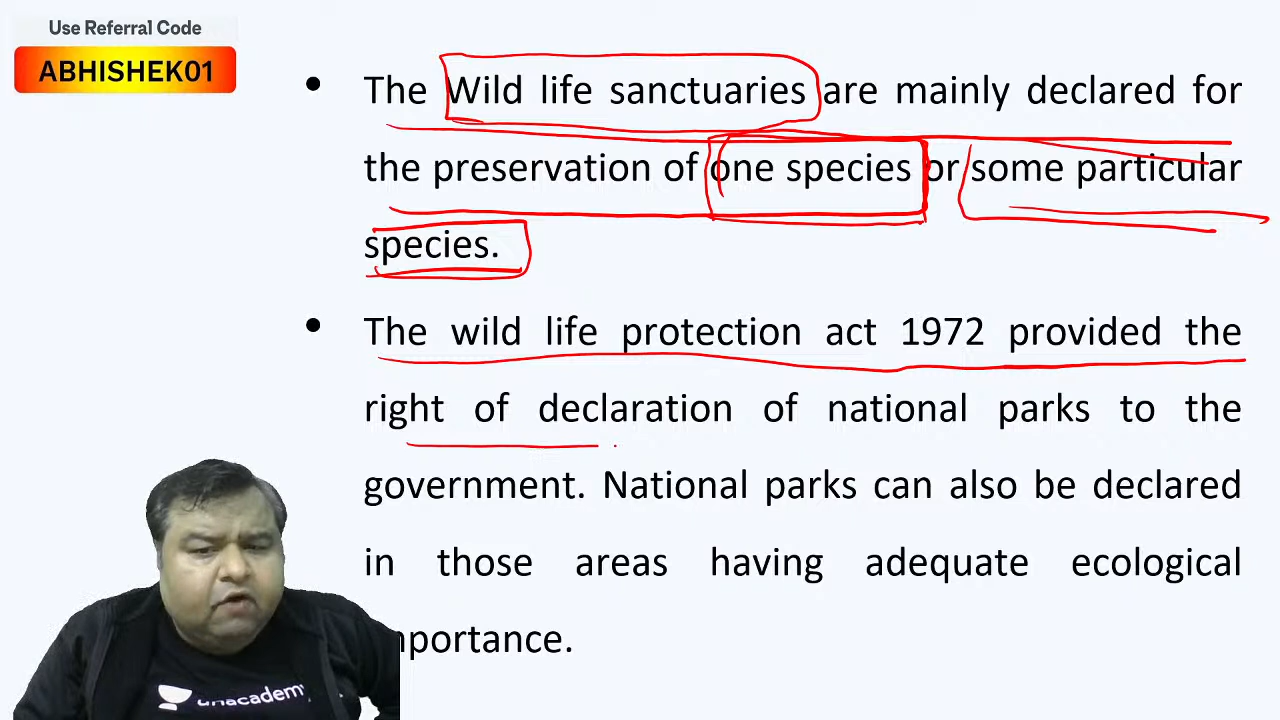 Use Referral Code
ABHISHEK01
• The Wild life sanctuaries are mainly declared for
the preservation of one species or some particular
species.
• The wild life protection act 1972 provided the
right of declaration of national parks to the
government. National parks can also be declared
in those areas having adequate ecological
importance.
unacademy